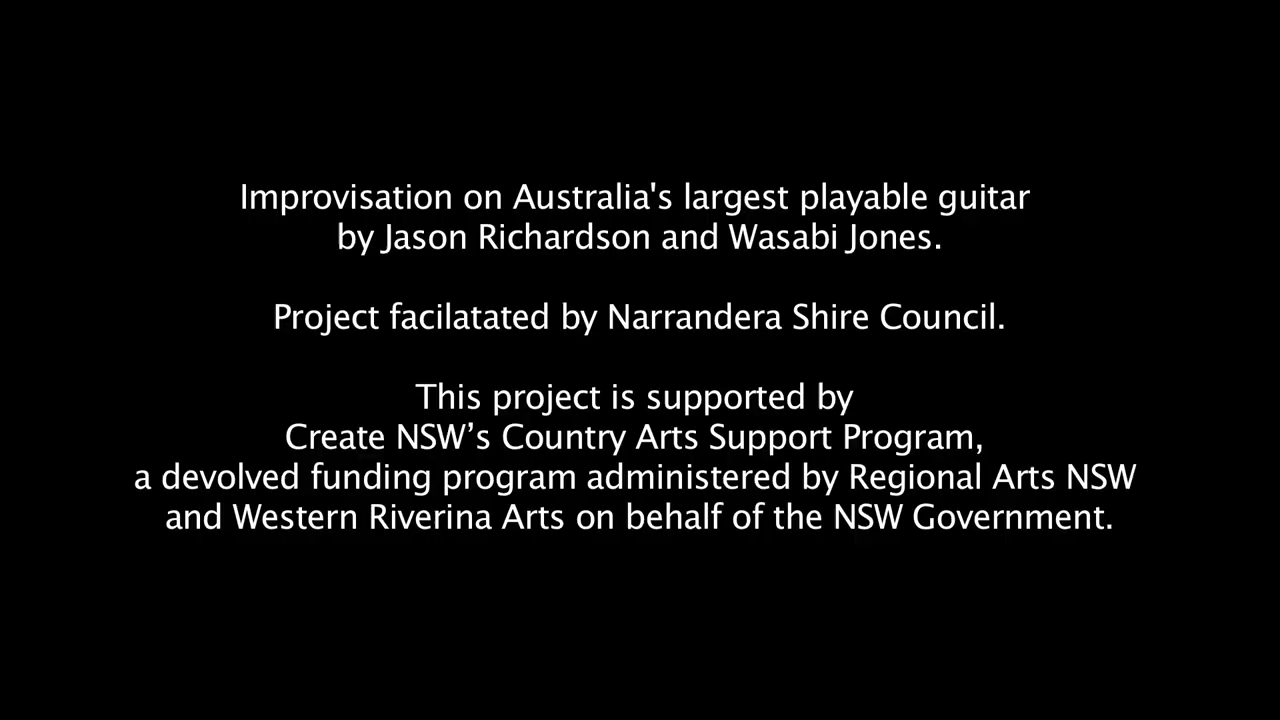 Improvisation on Australia's largest playable guitar
by Jason Richardson and Wasabi Jones.
Project facilatated by Narrandera Shire Council.
This project is supported by
Create NSW’s Country Arts Support Program,
a devolved funding program administered by Regional Arts NSW
and Western Riverina Arts on behalf of the NSW Government.